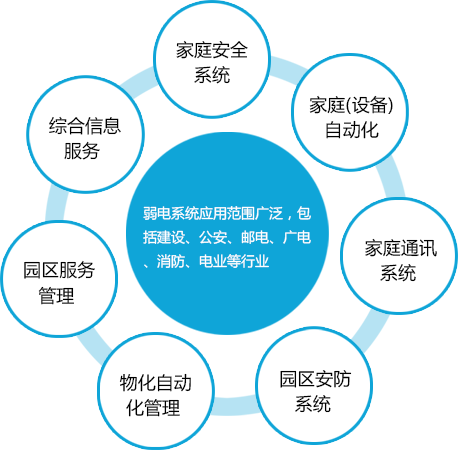 家庭安全
系统
家庭(设备)
自动化
家庭通讯
系统
园区安防
系统
物化自动
化管理
园区服务
管理
综合信息
服务
弱电系统应用范围广泛，包
括建设、公安、邮电、广电
、消防、电业等行业